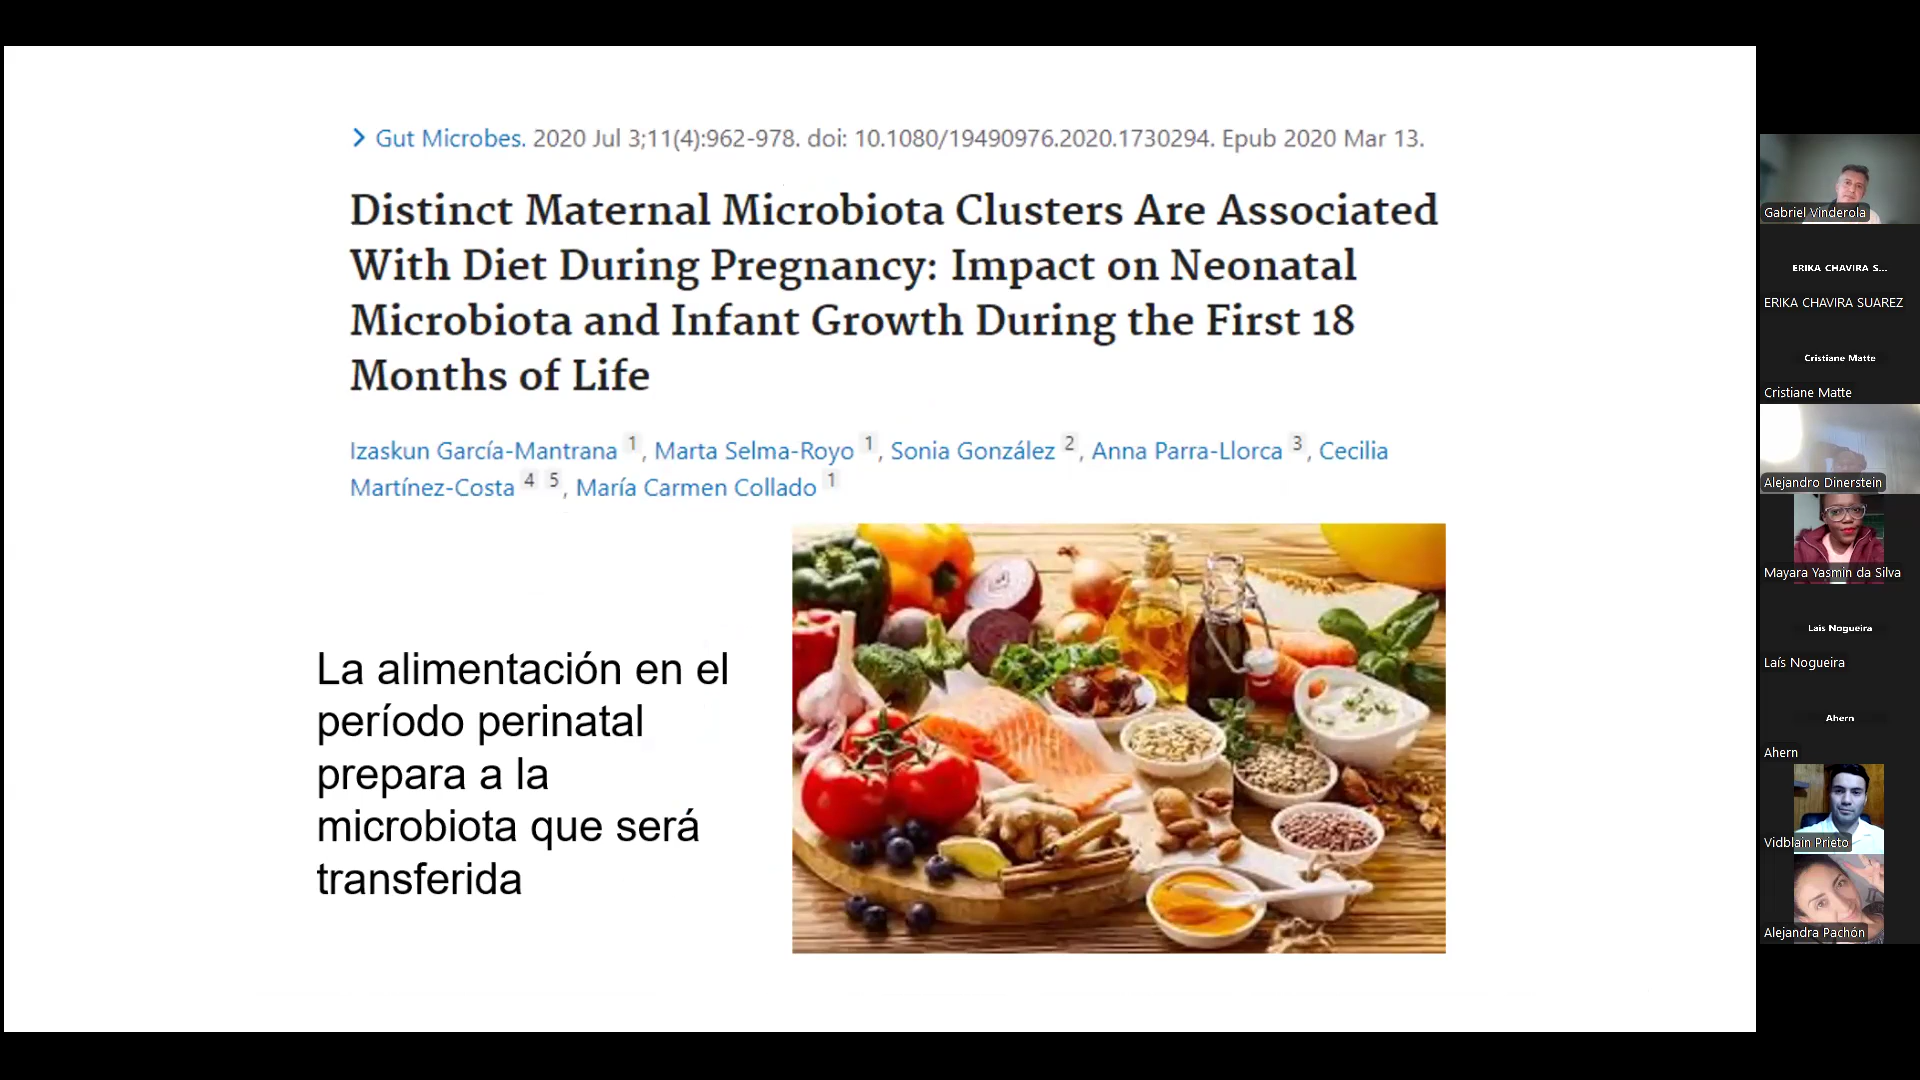 Gut Microbes. 2020 Jul 3;11(4):962-978. doi: 10.1080/19490976.2020.1730294. Epub 2020 Mar 13.
Distinct Maternal Microbiota Clusters Are Associated
With Diet During Pregnancy: Impact on Neonatal
Microbiota and Infant Growth During the First 18
Months of Life
Izaskun García-Mantrana 1, Marta Selma-Royo 1, Sonia González 2, Anna Parra-Llorca 3, Cecilia
Martínez-Costa 4 5, María Carmen Collado 1
La alimentación en el
período perinatal
prepara a la
microbiota que será
transferida
Gabriel Vinderola
ERIKA CHAVIRA S...
ERIKA CHAVIRA SUAREZ
Cristiane Matte
Cristiane Matte
Alejandro Dinerstein
Mayara Yasmin da Silva
Laís Nogueira
Laís Nogueira
Ahern
Ahern
Vidblain Prieto
Alejandra Pachón